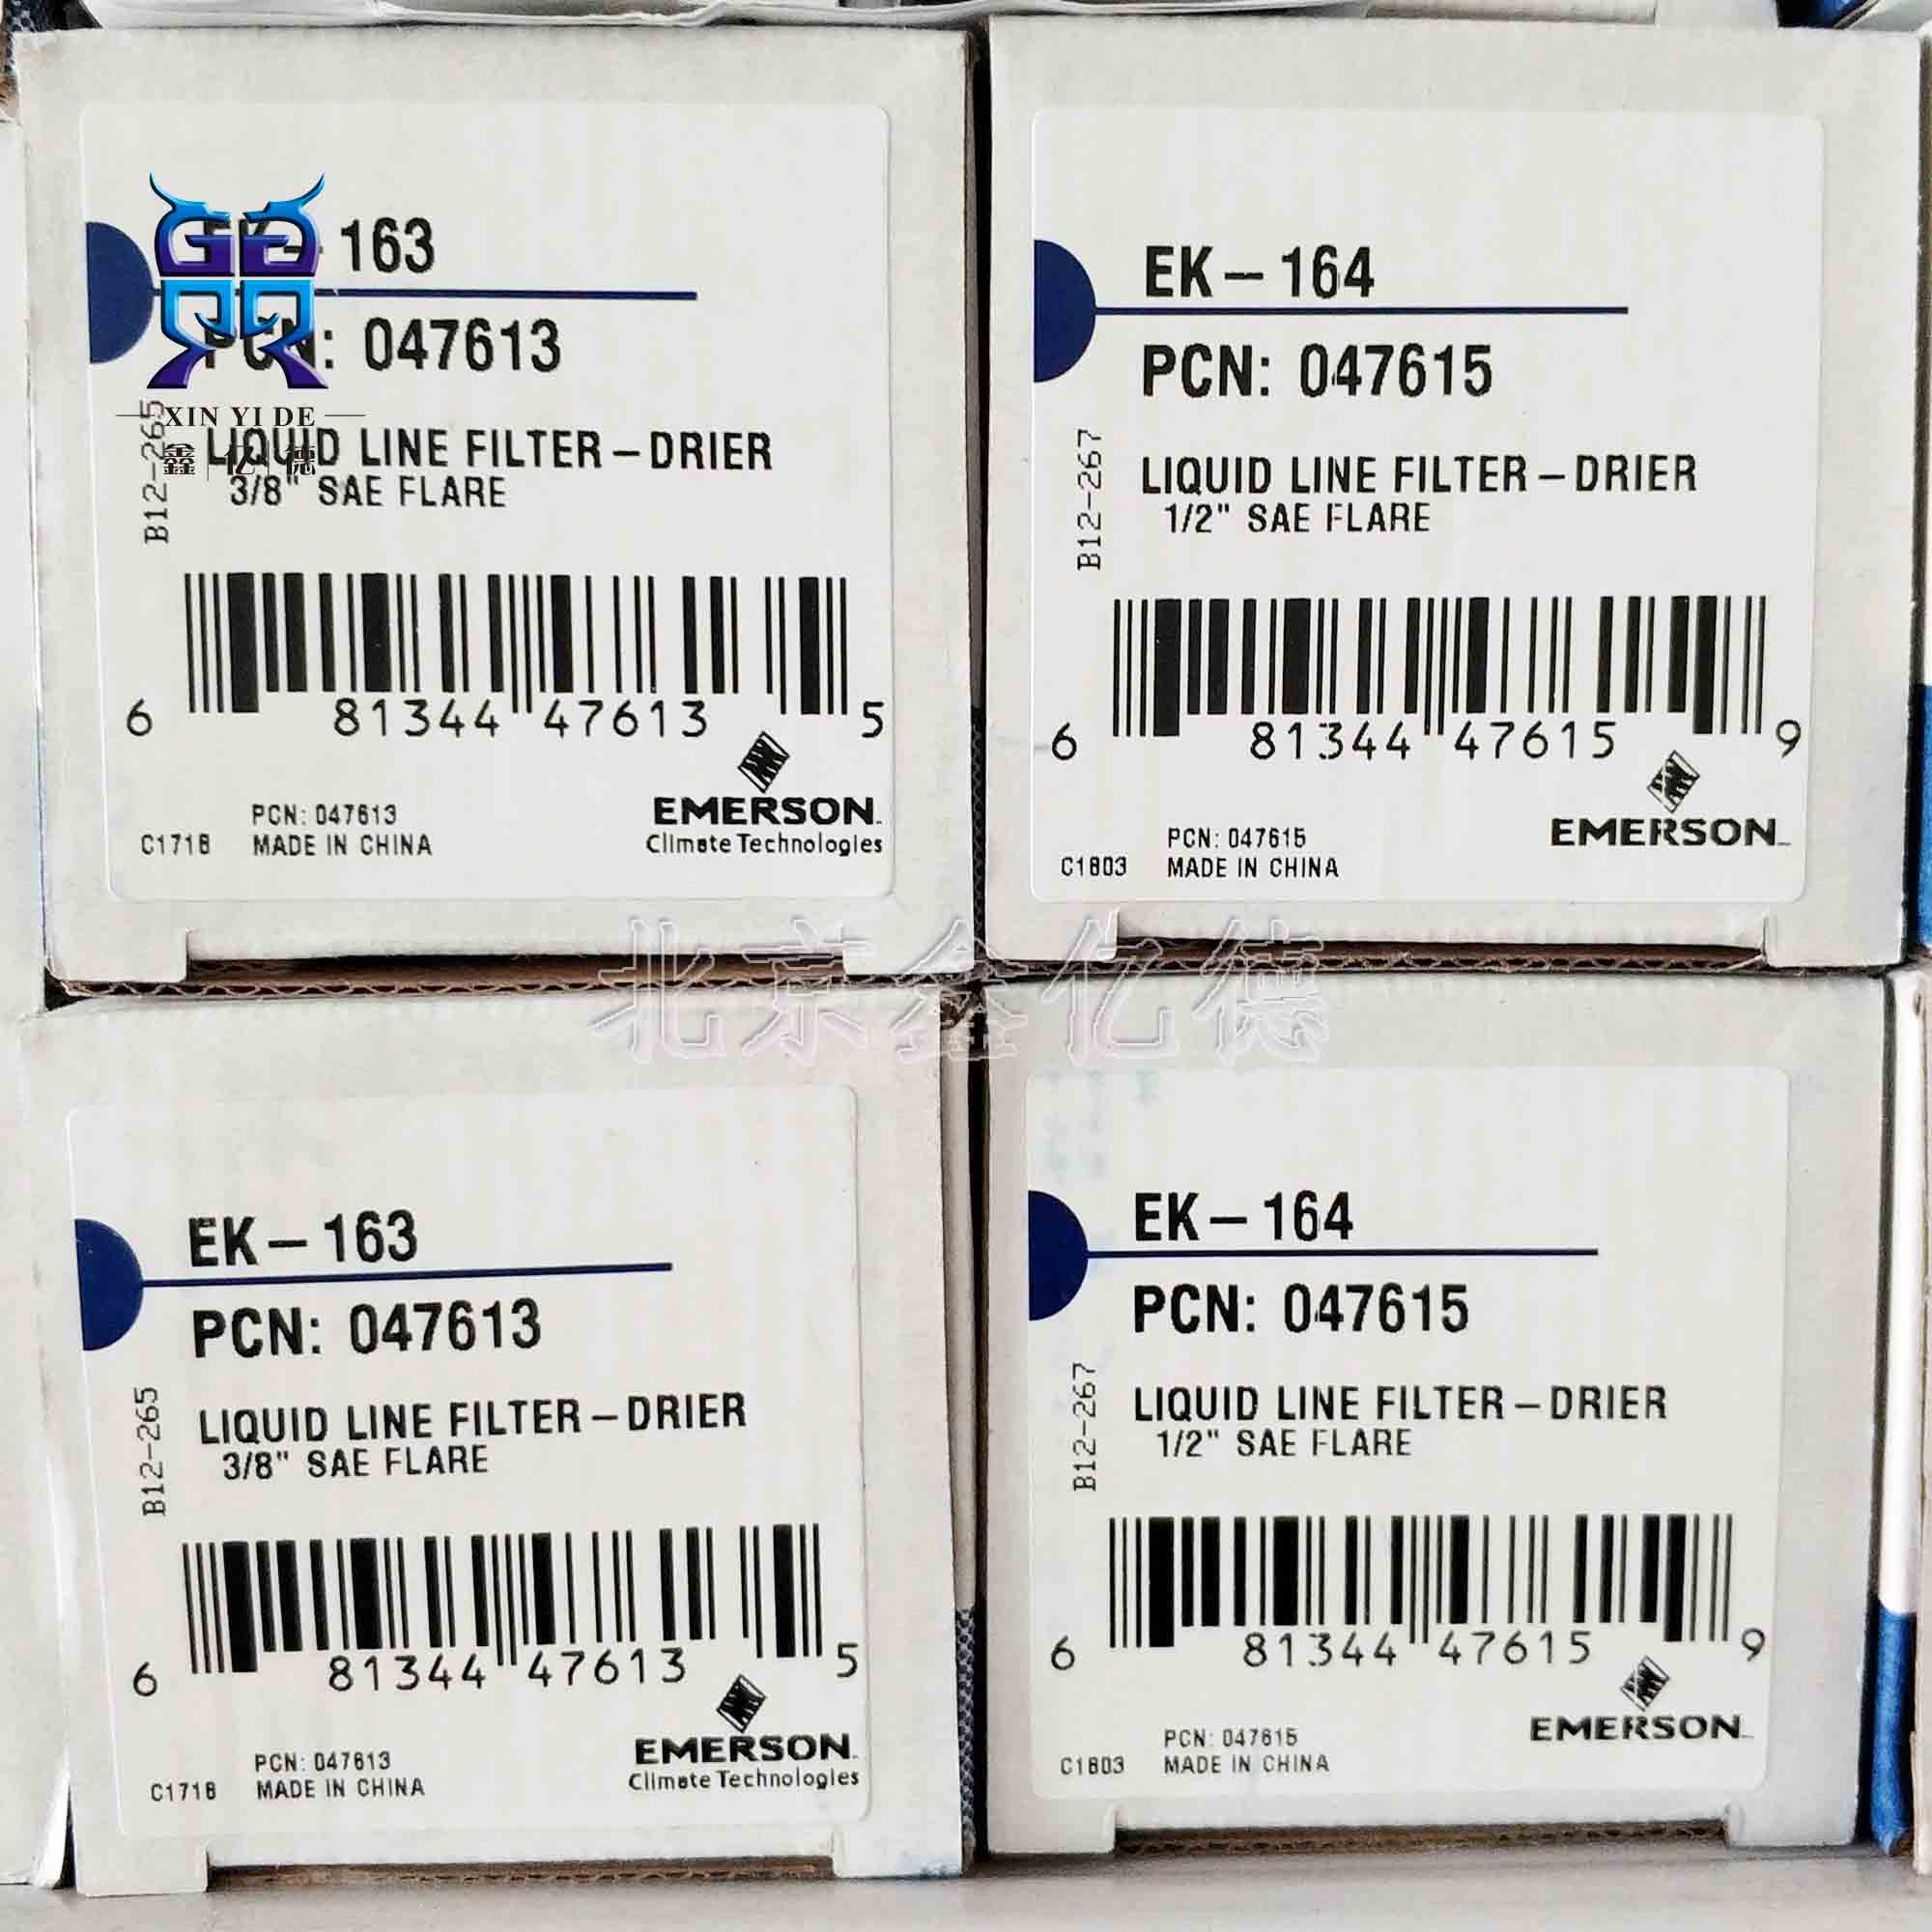 EK-163
PCN: 047613
XIN YI DE
鑫 亿 德
B12-265
LIQUID LINE FILTER-DRIER
3/8" SAE FLARE
6 81344 47613 5
EMERSON
Climate Technologies
PCN: 047613
C1718 MADE IN CHINA
EK-164
PCN: 047615
B12-267
LIQUID LINE FILTER-DRIER
1/2" SAE FLARE
6 81344 47615 9
EMERSON
PCN: 047615
C1803 MADE IN CHINA
北京鑫亿德
EK-163
PCN: 047613
B12-265
LIQUID LINE FILTER-DRIER
3/8" SAE FLARE
6 81344 47613 5
EMERSON
Climate Technologies
PCN: 047613
C1718 MADE IN CHINA
EK-164
PCN: 047615
B12-267
LIQUID LINE FILTER-DRIER
1/2" SAE FLARE
6 81344 47615 9
EMERSON
PCN: 047615
C1803 MADE IN CHINA